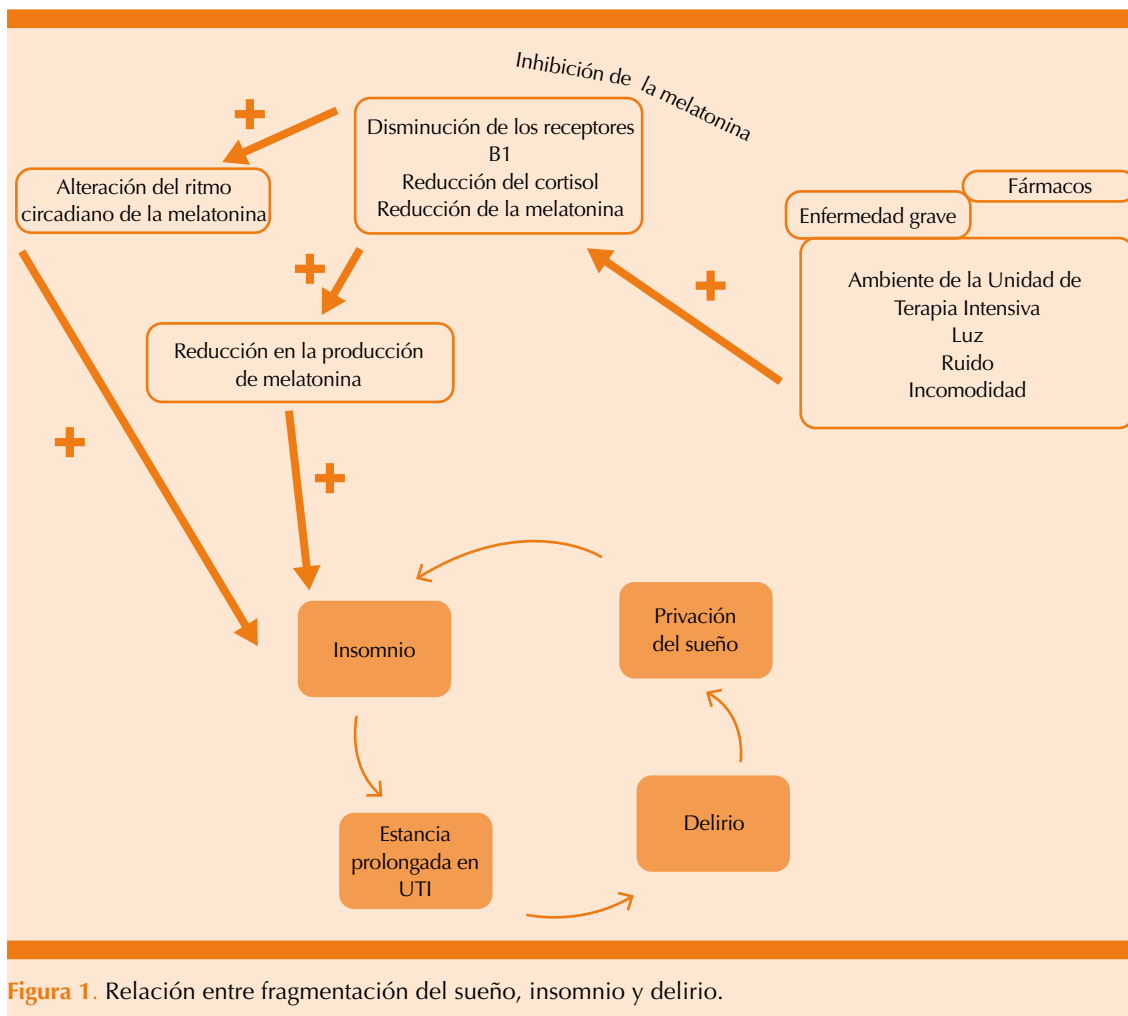 Inhibición de la melatonina
Disminución de los receptores
B1
Reducción del cortisol
Reducción de la melatonina
Alteración del ritmo
circadiano de la melatonina
Fármacos
Enfermedad grave
Ambiente de la Unidad de
Terapia Intensiva
Luz
Ruido
Incomodidad
Reducción en la producción
de melatonina
Insomnio
Privación
del sueño
Estancia
prolongada en
UTI
Delirio
Figura 1. Relación entre fragmentación del sueño, insomnio y delirio.